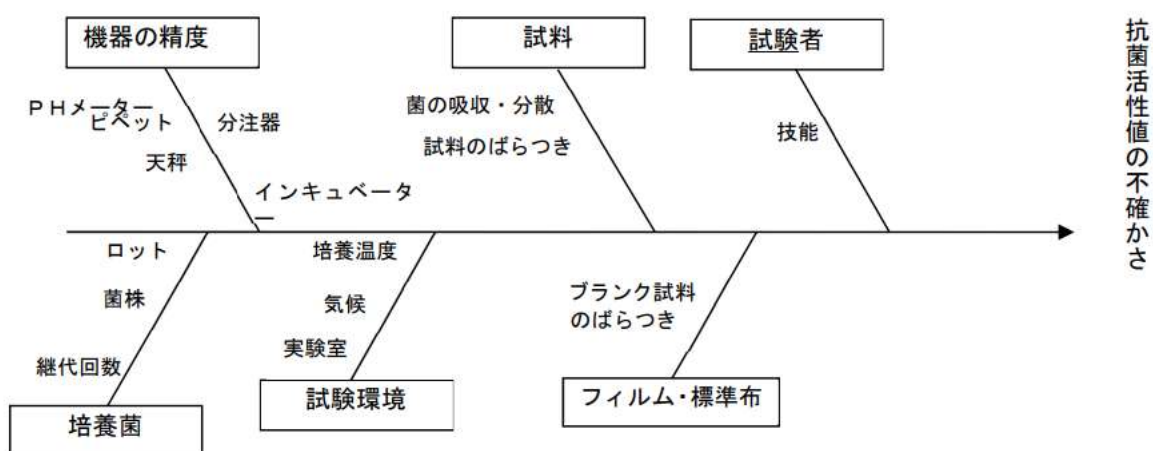 機器の精度
試料
試験者
抗菌活性値の不確かさ
ＰＨメーター
ピペット
分注器
天秤
インキュベータ
ー
菌の吸収・分散
試料のばらつき
技能
ロット
菌株
継代回数
培養菌
培養温度
気候
実験室
試験環境
ブランク試料
のばらつき
フィルム・標準布